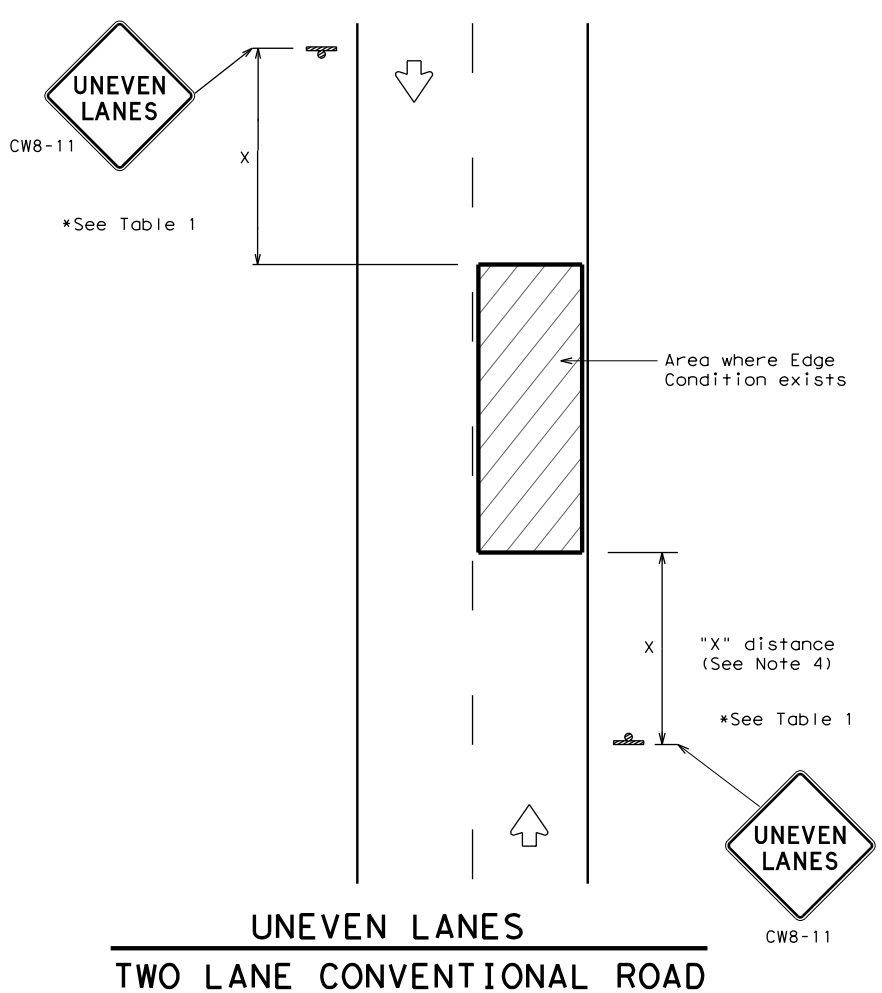 UNEVEN
LANES
CW8-11
X
*See Table 1
Area where Edge
Condition exists
X
"X" distance
(See Note 4)
*See Table 1
UNEVEN
LANES
CW8-11
UNEVEN LANES
TWO LANE CONVENTIONAL ROAD